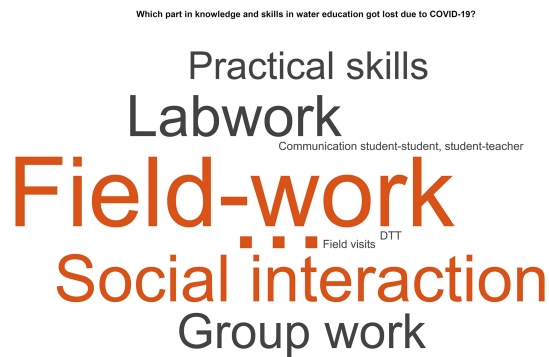 Which part in knowledge and skills in water education got lost due to COVID-19?
Practical skills
Labwork
Communication student-student, student-teacher
Field-work
...
DTT
Field visits
Social interaction
Group work